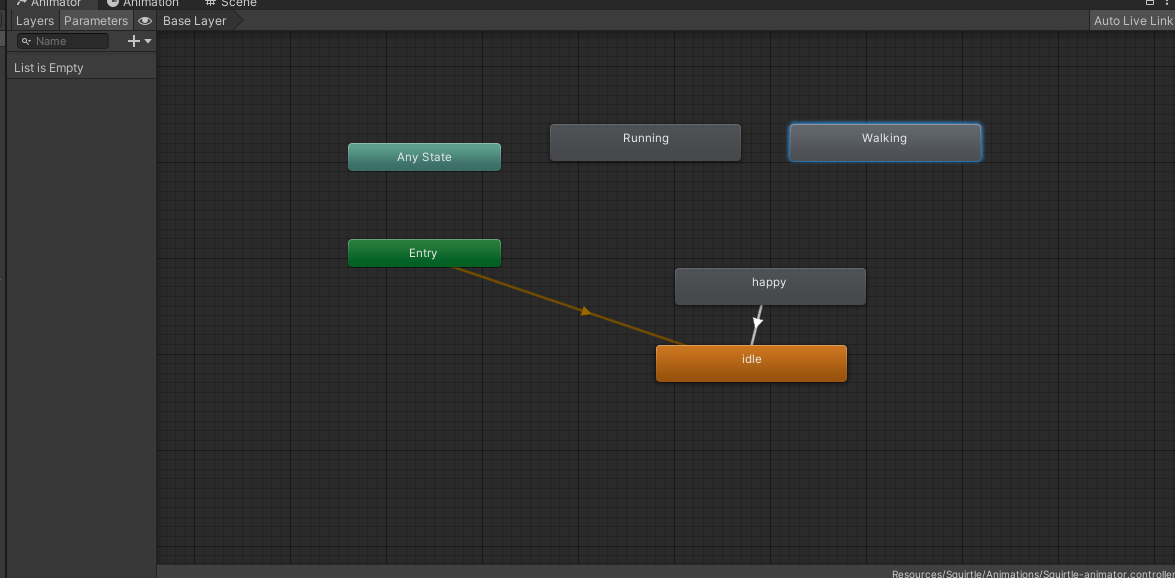 Animator Animation Scene
Layers Parameters Base Layer Auto Live Link
Name
List is Empty
Running Walking
Any State
Entry
happy
idle
Resources/Squirtle/Animations/Squirtle-animator.controller